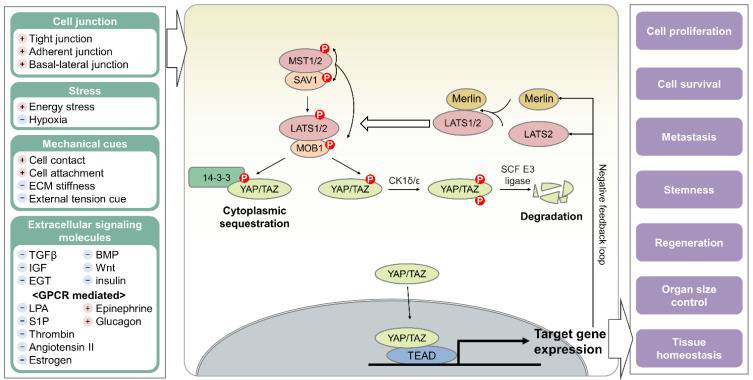 Cell junction
+ Tight junction
+ Adherent junction
+ Basal-lateral junction
Stress
+ Energy stress
− Hypoxia
Mechanical cues
+ Cell contact
+ Cell attachment
− ECM stiffness
− External tension cue
Extracellular signaling
molecules
− TGFβ − BMP
− IGF − Wnt
− EGT − insulin
<GPCR mediated>
− LPA + Epinephrine
− S1P + Glucagon
− Thrombin
− Angiotensin II
− Estrogen
P
MST1/2
P
SAV1
P
LATS1/2
MOB1
Merlin
LATS1/2
Merlin
LATS2
14-3-3
P
YAP/TAZ
Cytoplasmic
sequestration
P
YAP/TAZ
CK1δ/ε
P
YAP/TAZ
P
SCF E3
ligase
Degradation
Negative feedback
loop
YAP/TAZ
YAP/TAZ
TEAD
Target gene
expression
Cell proliferation
Cell survival
Metastasis
Stemness
Regeneration
Organ size
control
Tissue
homeostasis